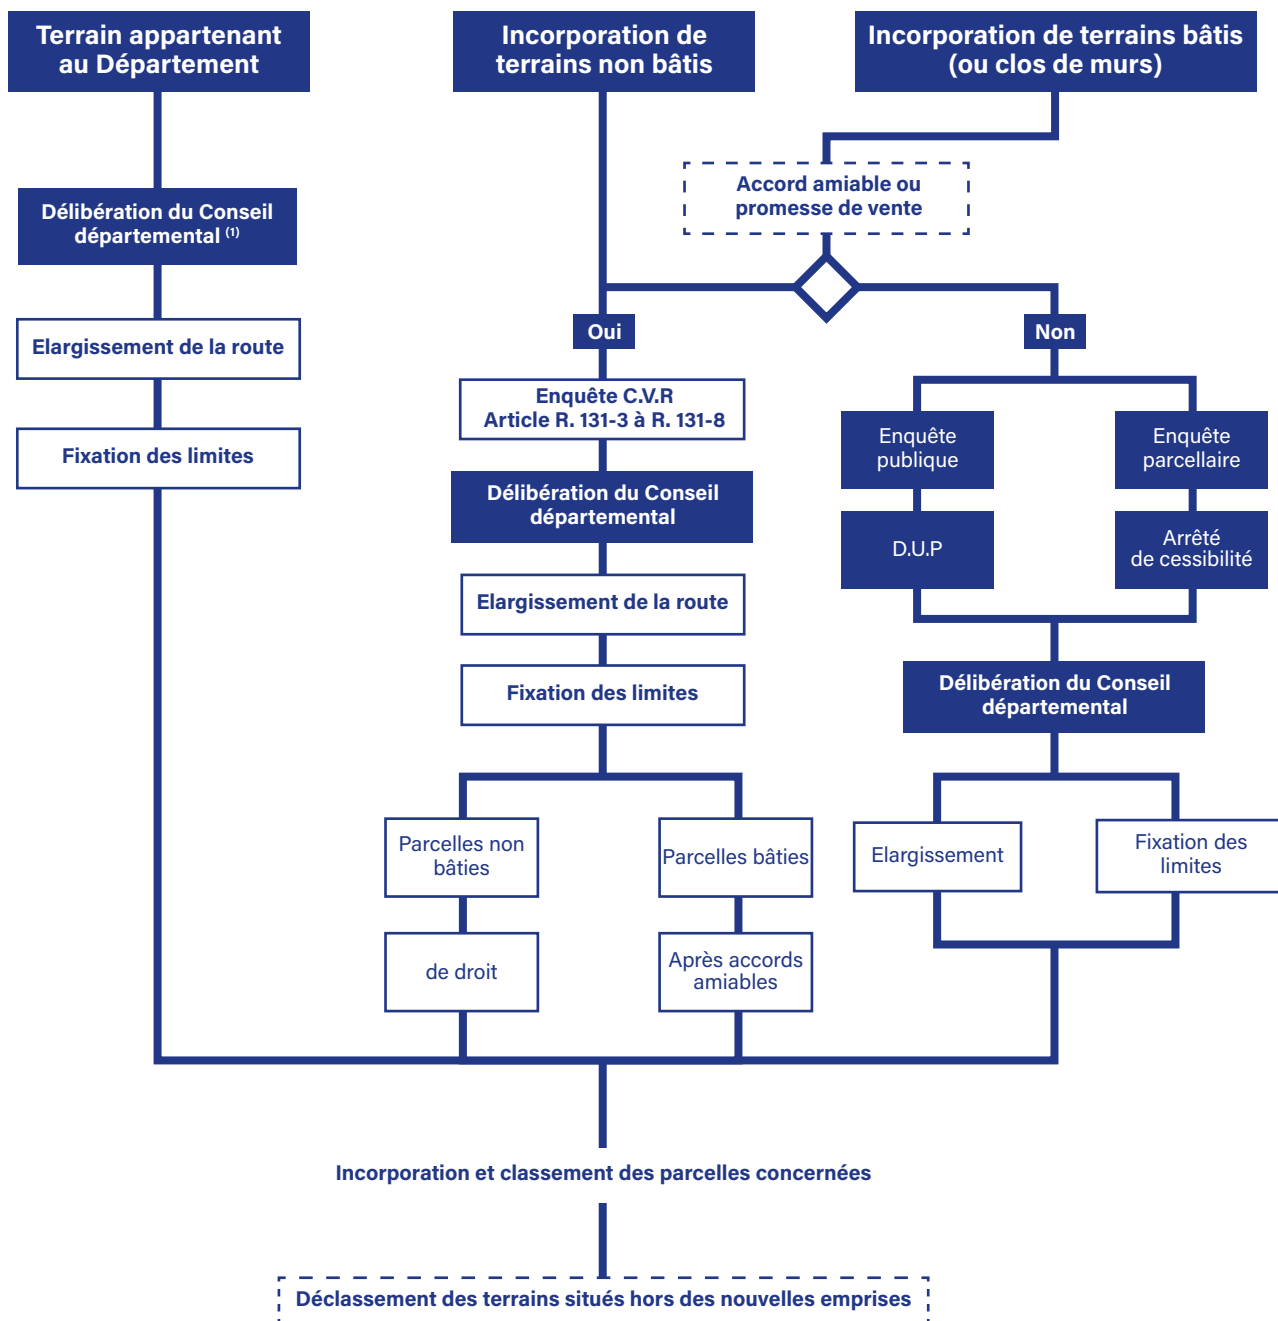 Terrain appartenant
au Département
Incorporation de
terrains non bâtis
Incorporation de terrains bâtis
(ou clos de murs)
Accord amiable ou
promesse de vente
Délibération du Conseil
départemental (1)
Elargissement de la route
Fixation des limites
Oui
Non
Enquête C.V.R
Article R. 131-3 à R. 131-8
Délibération du Conseil
départemental
Elargissement de la route
Fixation des limites
Parcelles non
bâties
Parcelles bâties
de droit
Après accords
amiables
Enquête
publique
Enquête
parcellaire
D.U.P
Arrêté
de cessibilité
Délibération du Conseil
départemental
Elargissement
Fixation des
limites
Incorporation et classement des parcelles concernées
Déclassement des terrains situés hors des nouvelles emprises